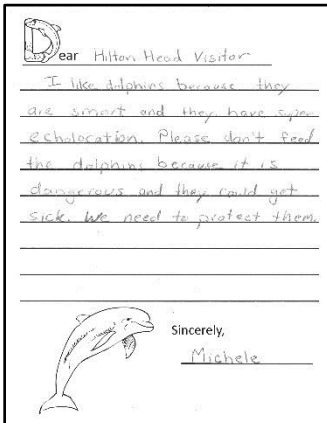 Dear Hilton Head Visitor
I like dolphins because they
are smart and they have super
echolocation. Please don't feed
the dolphins because it is
dangerous and they could get
sick. We need to protect them.
Sincerely,
Michele